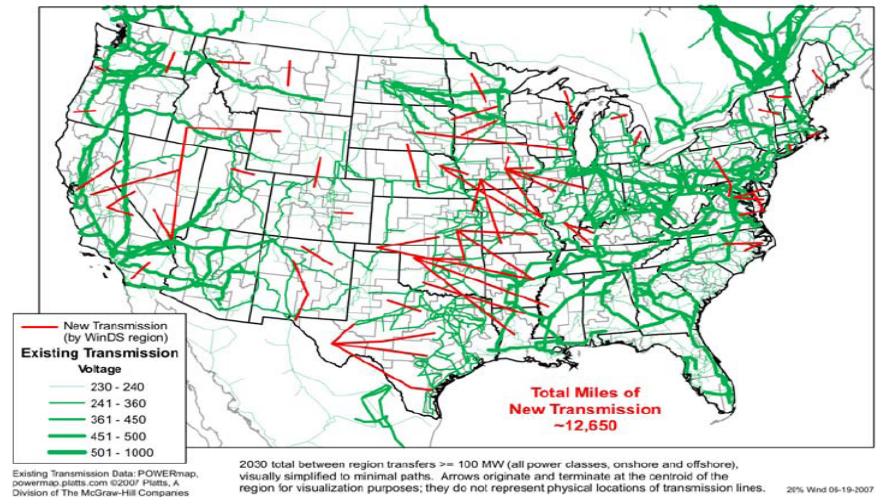 New Transmission
(by WinDS region)
Existing Transmission
Voltage
230 - 240
241 - 360
361 - 450
451 - 500
501 - 1000
Total Miles of
New Transmission
~12,650
Existing Transmission Data: POWERmap,
powermap.platts.com ©2007 Platts, A
Division of The McGraw-Hill Companies
2030 total between region transfers >= 100 MW (all power classes, onshore and offshore),
visually simplified to minimal paths. Arrows originate and terminate at the centroid of the
region for visualization purposes; they do not represent physical locations of transmission lines.
20% Wind 06-19-2007